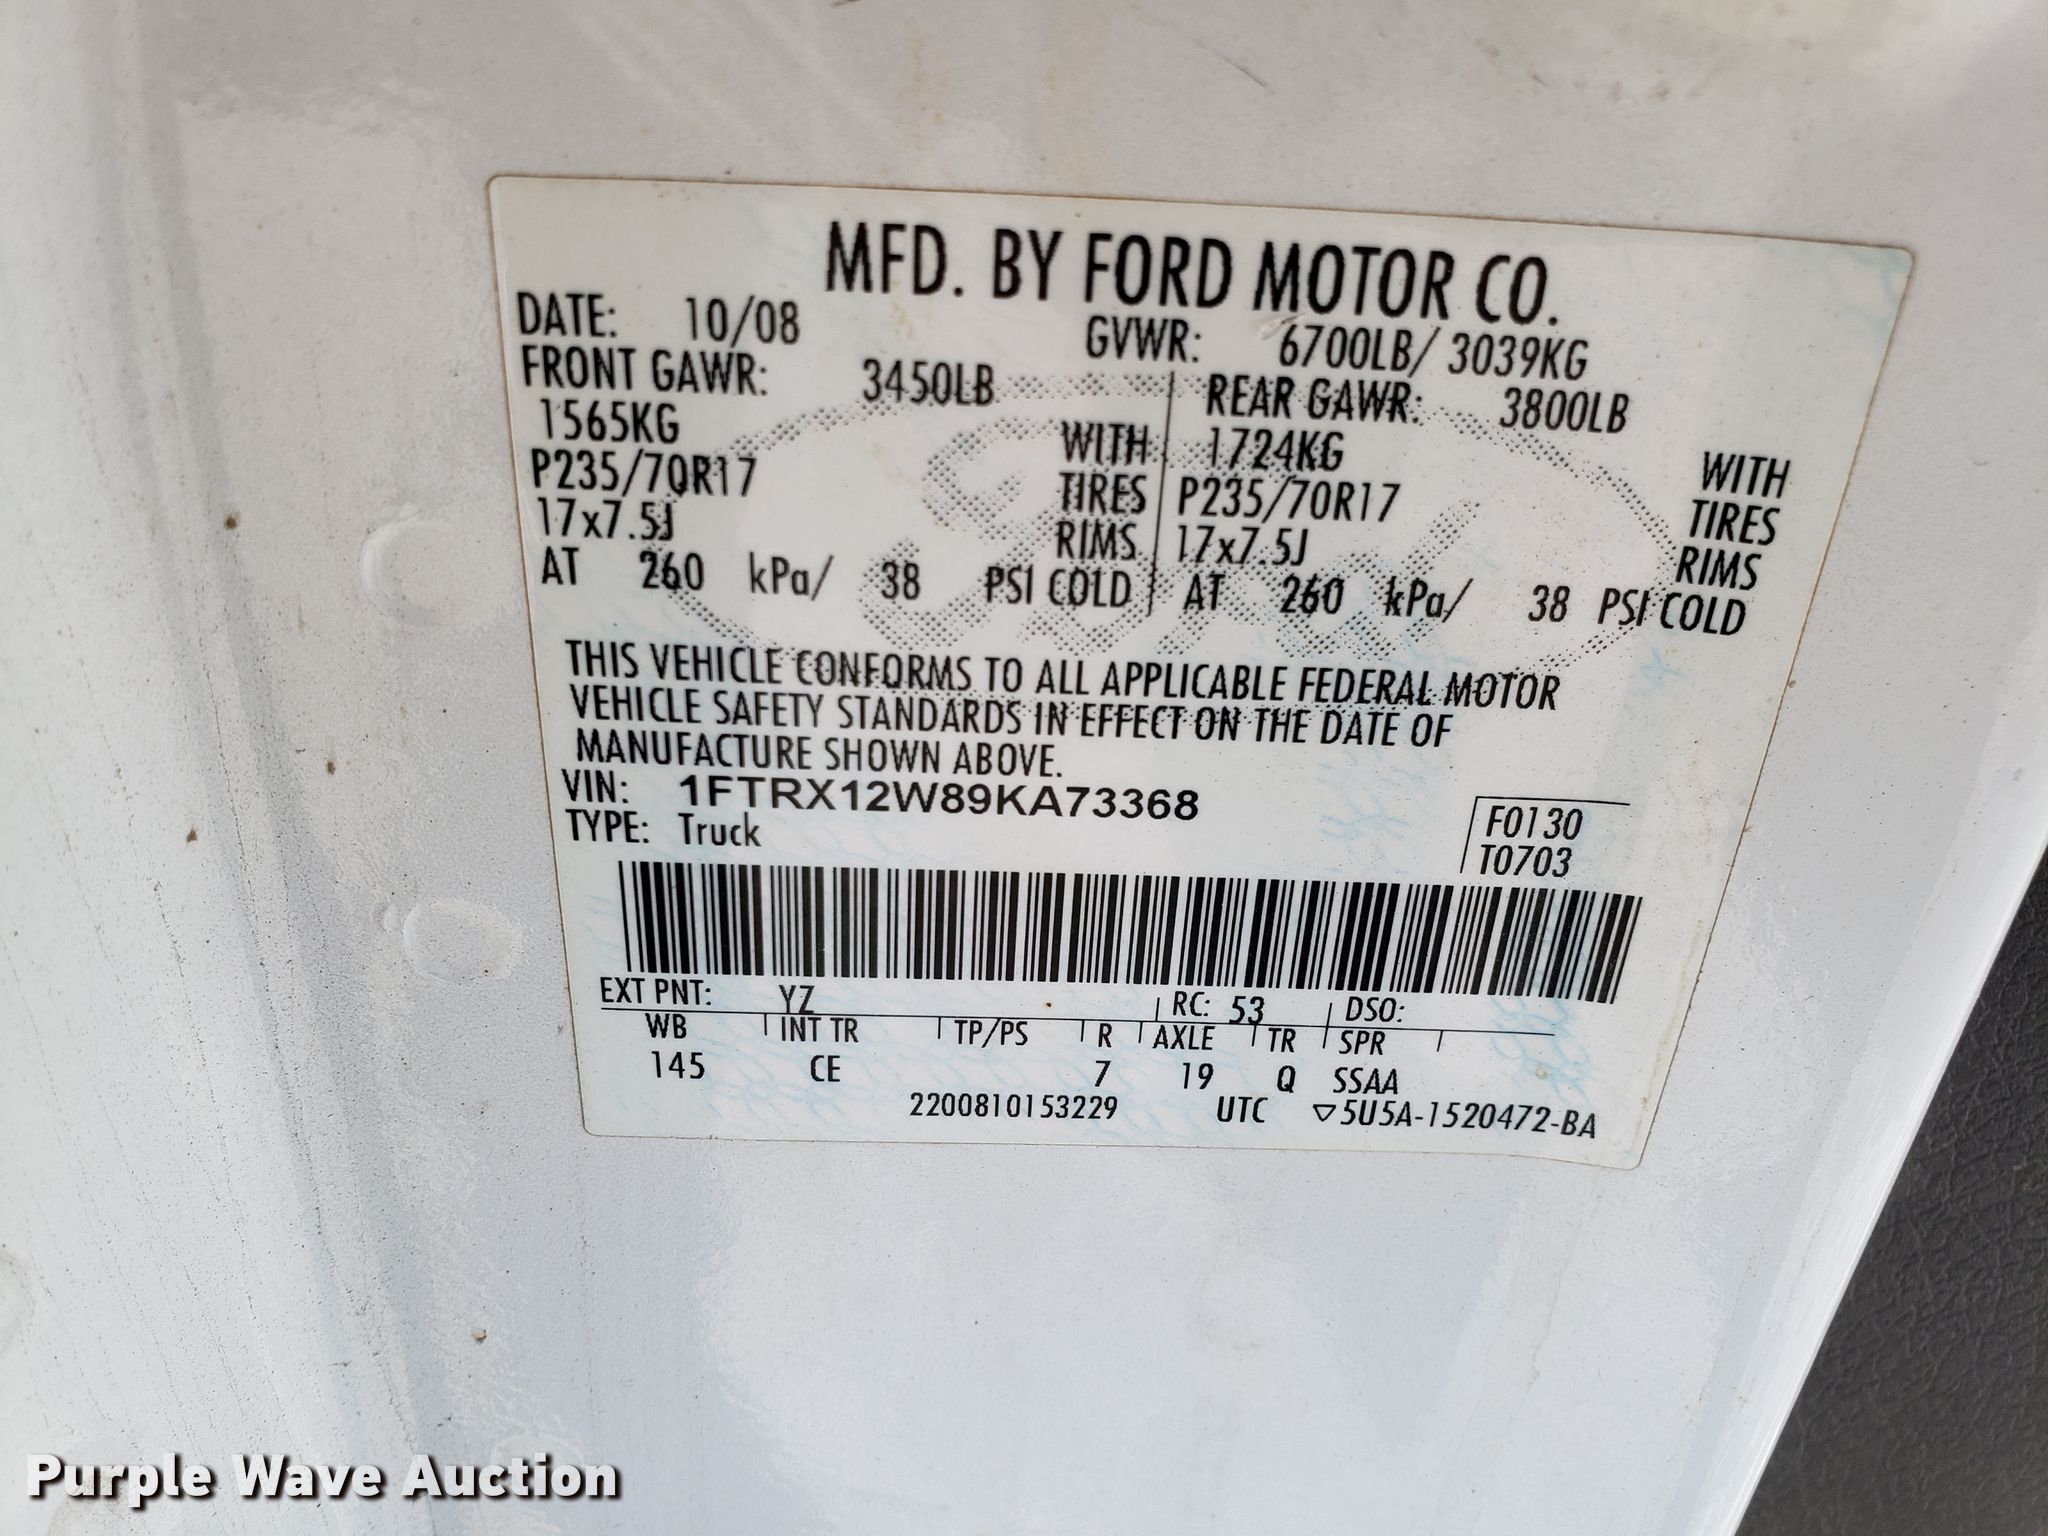 MFD. BY FORD MOTOR CO.
DATE: 10/08 GVWR: 6700LB/ 3039KG
FRONT GAWR: 3450LB REAR GAWR: 3800LB
1565KG WITH 1724KG WITH
P235/70R17 TIRES P235/70R17 TIRES
17x7.5J RIMS 17x7.5J RIMS
AT 260 kPa/ 38 PSI COLD AT 260 kPa/ 38 PSI COLD
THIS VEHICLE CONFORMS TO ALL APPLICABLE FEDERAL MOTOR
VEHICLE SAFETY STANDARDS IN EFFECT ON THE DATE OF
MANUFACTURE SHOWN ABOVE.
VIN: 1FTRX12W89KA73368
TYPE: Truck
F0130
T0703
EXT PNT: YZ RC: 53 DSO:
WB INT TR TP/PS R AXLE TR SPR
145 CE 7 19 Q SSAA
2200810153229 UTC ▽5U5A-1520472-BA
Purple Wave Auction